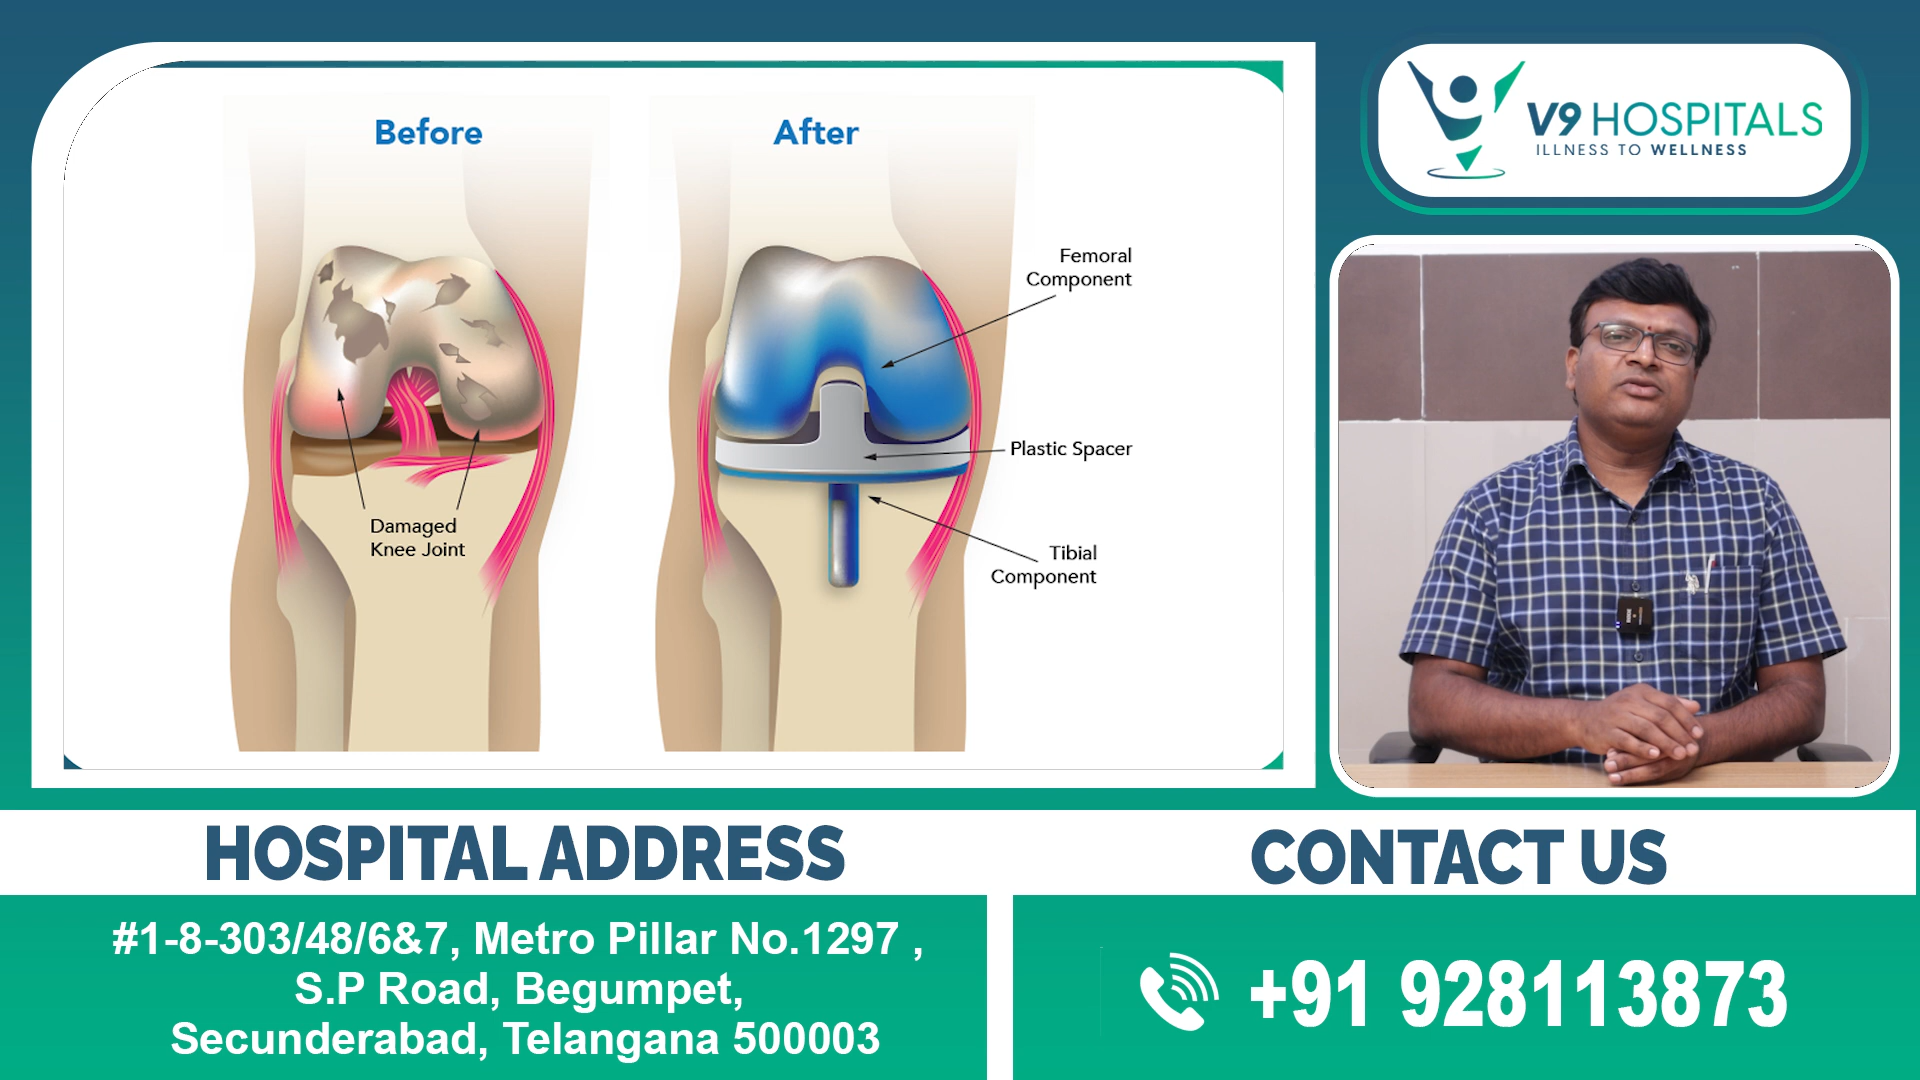 Before
After
Femoral
Component
Plastic Spacer
Tibial
Component
Damaged
Knee Joint
V9 HOSPITALS
ILLNESS TO WELLNESS
HOSPITAL ADDRESS
#1-8-303/48/6&7, Metro Pillar No.1297 ,
S.P Road, Begumpet,
Secunderabad, Telangana 500003
CONTACT US
+91 928113873